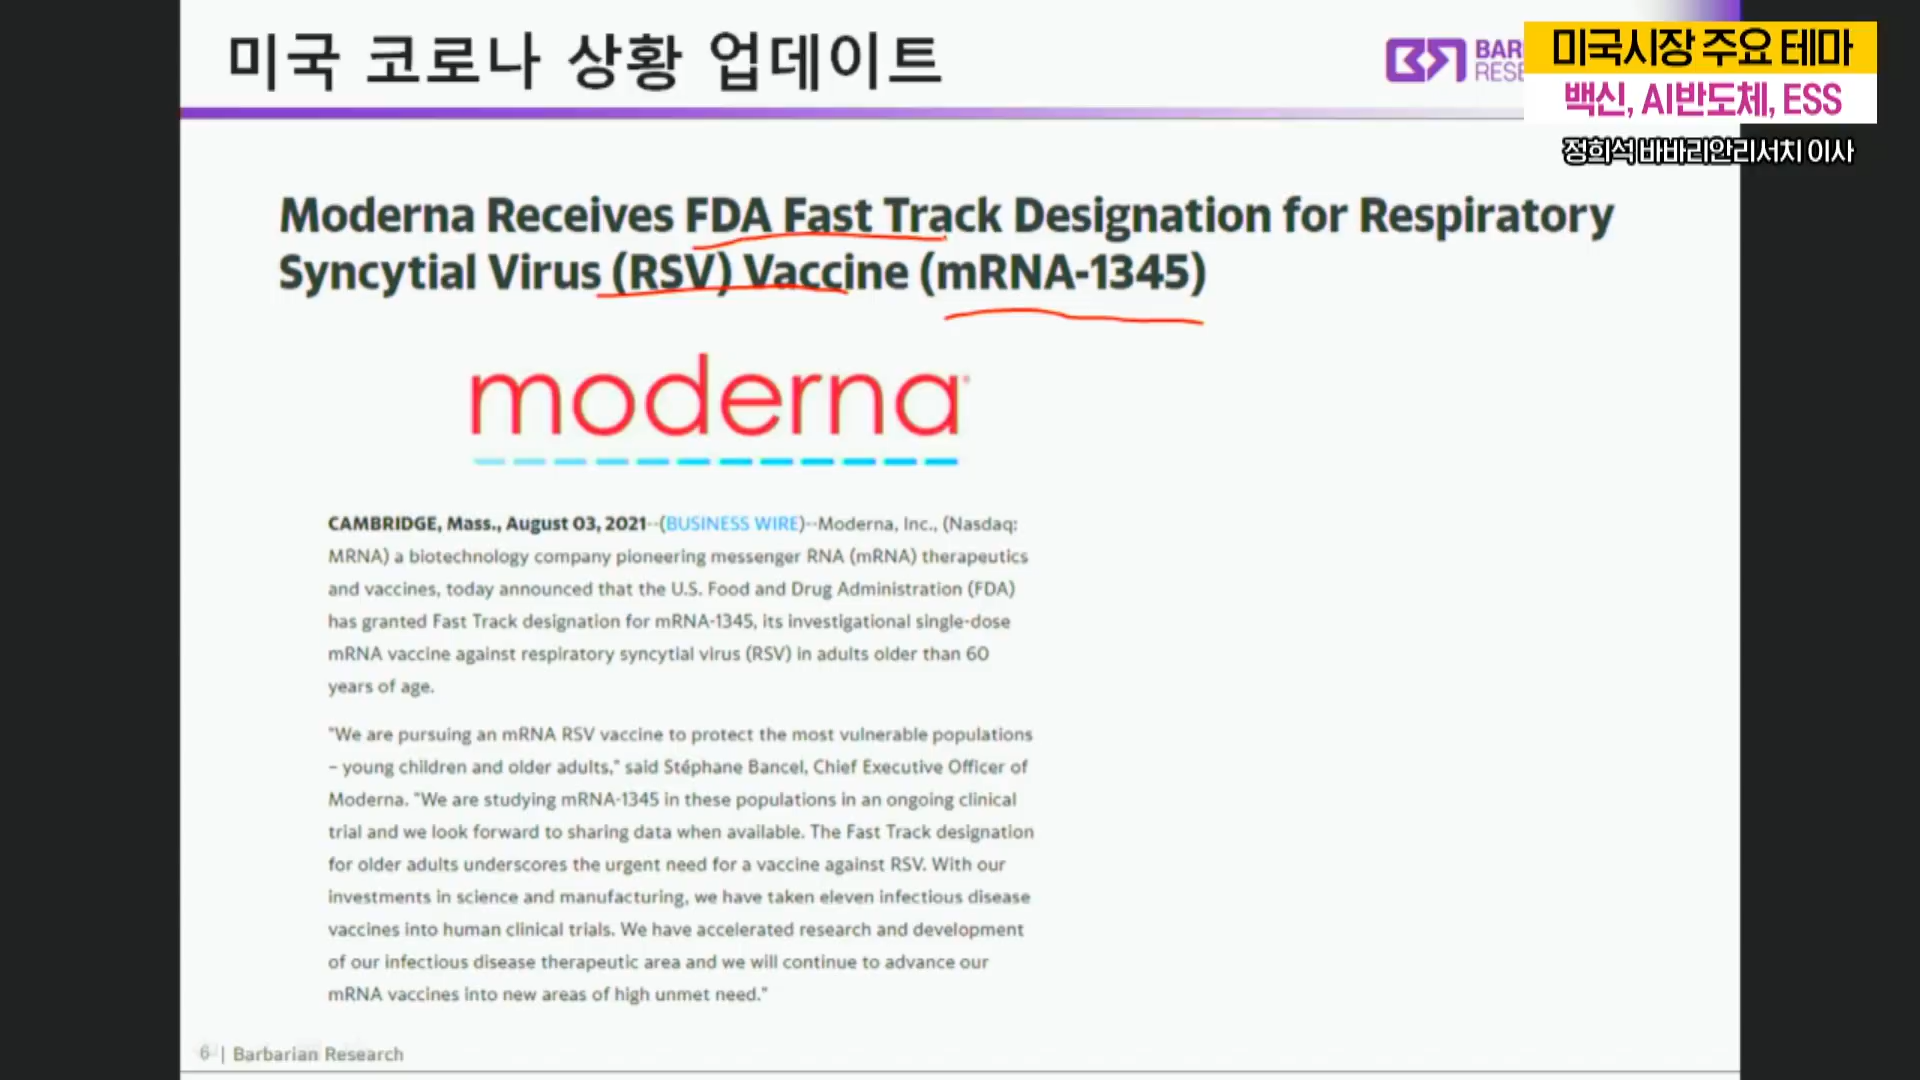 미국 코로나 상황 업데이트
BAR
RESE
미국시장 주요 테마
백신, AI반도체, ESS
정희석 바바리안리서치 이사
Moderna Receives FDA Fast Track Designation for Respiratory
Syncytial Virus (RSV) Vaccine (mRNA-1345)
moderna
CAMBRIDGE, Mass., August 03, 2021--(BUSINESS WIRE)--Moderna, Inc., (Nasdaq:
MRNA) a biotechnology company pioneering messenger RNA (mRNA) therapeutics
and vaccines, today announced that the U.S. Food and Drug Administration (FDA)
has granted Fast Track designation for mRNA-1345, its investigational single-dose
mRNA vaccine against respiratory syncytial virus (RSV) in adults older than 60
years of age.
"We are pursuing an mRNA RSV vaccine to protect the most vulnerable populations
– young children and older adults," said Stéphane Bancel, Chief Executive Officer of
Moderna. "We are studying mRNA-1345 in these populations in an ongoing clinical
trial and we look forward to sharing data when available. The Fast Track designation
for older adults underscores the urgent need for a vaccine against RSV. With our
investments in science and manufacturing, we have taken eleven infectious disease
vaccines into human clinical trials. We have accelerated research and development
of our infectious disease therapeutic area and we will continue to advance our
mRNA vaccines into new areas of high unmet need."
6 | Barbarian Research